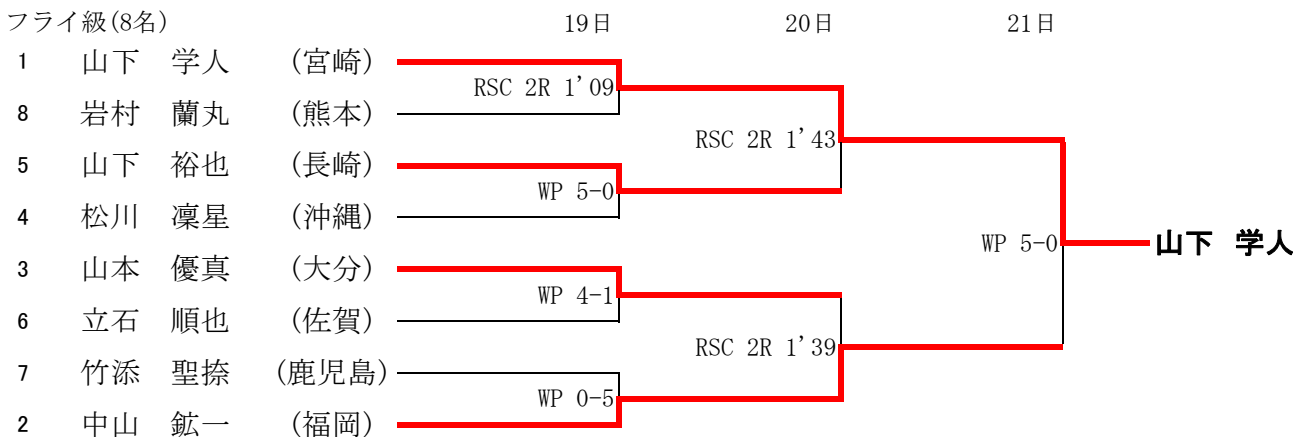 フライ級(8名) 19日 20日 21日
1 山下 学人 (宮崎)
RSC 2R 1'09
8 岩村 蘭丸 (熊本)
RSC 2R 1'43
5 山下 裕也 (長崎)
WP 5-0
4 松川 凜星 (沖縄)
WP 5-0 山下 学人
3 山本 優真 (大分)
WP 4-1
6 立石 順也 (佐賀)
RSC 2R 1'39
7 竹添 聖捺 (鹿児島)
WP 0-5
2 中山 鉱一 (福岡)